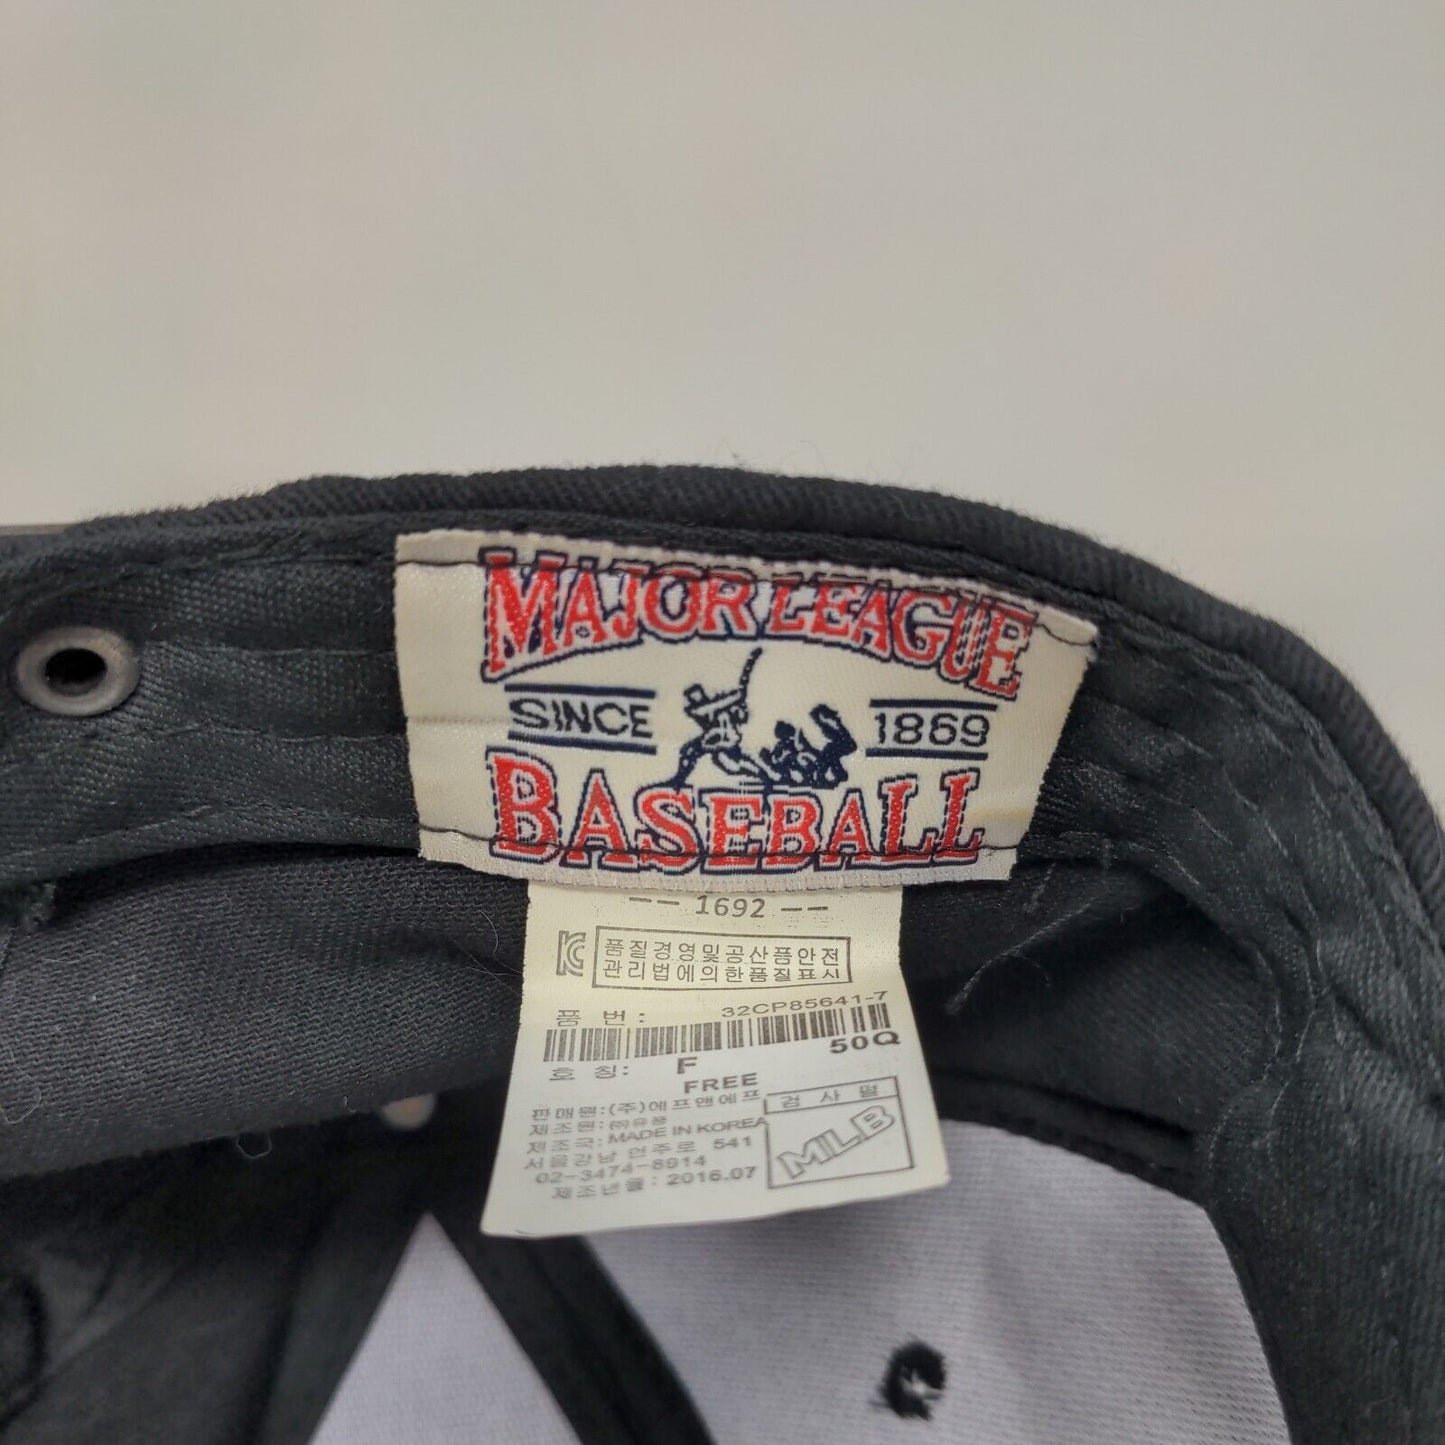 MAJOR LEAGUE
SINCE 1869
BASEBALL
-- 1692 --
품질경영및공산품안전
관리법에의한품질표시
품 번 : 32CP85641-7
50Q
호 칭: F
FREE
판매원:(주)에프앤에프
제조원:
제조국: MADE IN KOREA
서울강남 언주로 541
02-3474-8914
제조년월: 2016.07
검 사 필
MLB